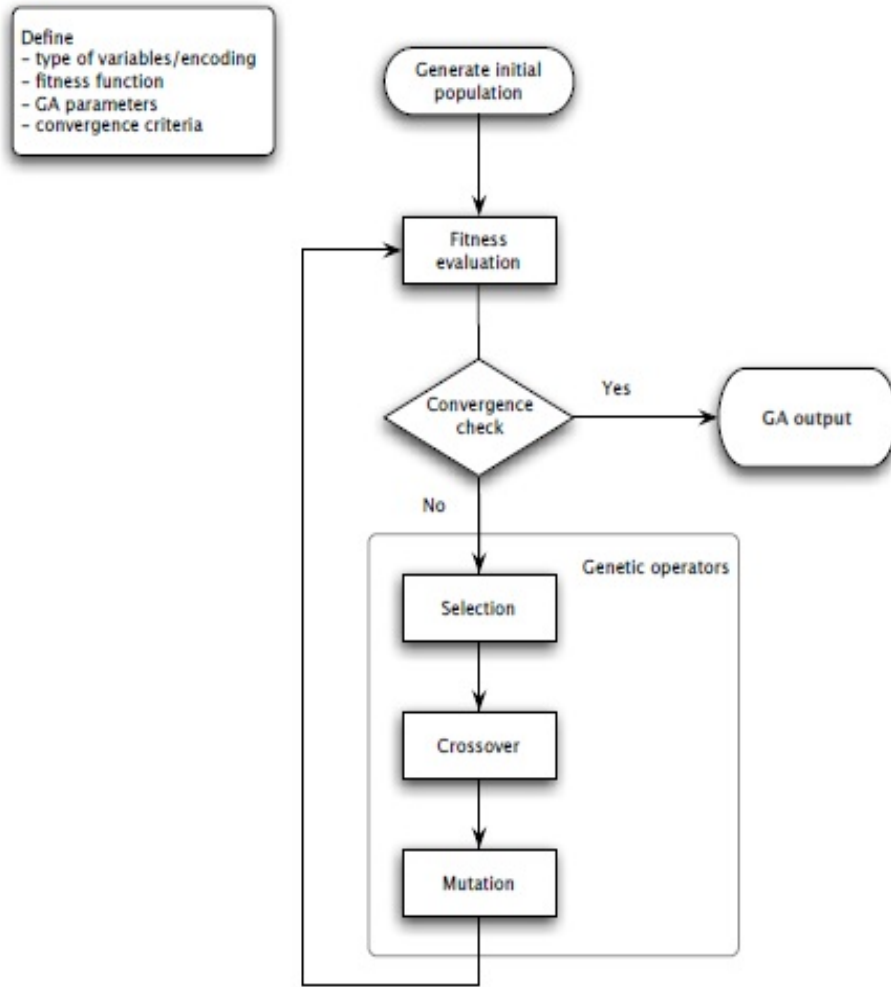 Define
- type of variables/encoding
- fitness function
- GA parameters
- convergence criteria
Generate initial
population
Fitness
evaluation
Convergence
check
Yes
GA output
No
Genetic operators
Selection
Crossover
Mutation